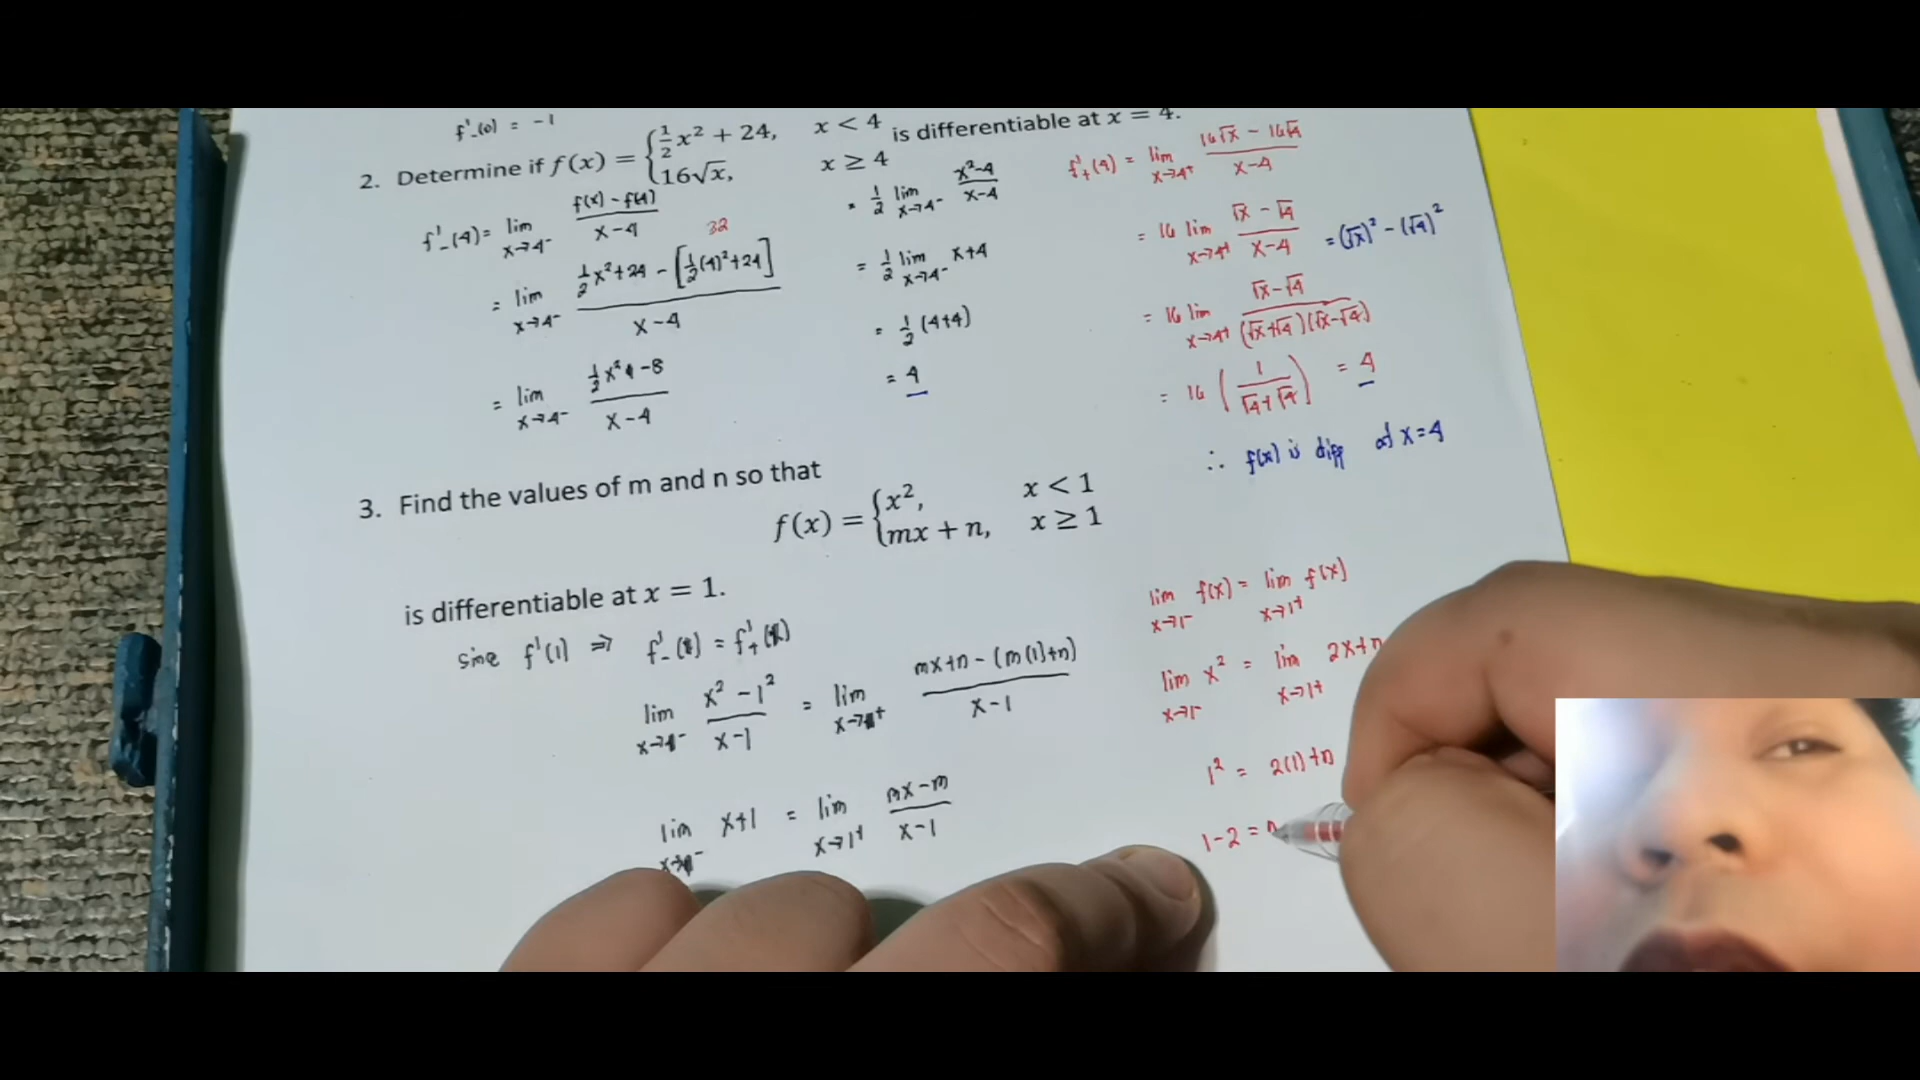 f'₋(0) = -1
2. Determine if f(x) = { ½x² + 24, x < 4
16√x, x ≥ 4 is differentiable at x = 4.
f'₋(4) = lim x→4⁻ (f(x) - f(4))/(x-4)
32
= lim x→4⁻ (½x²+24 - [½(4)²+24])/(x-4)
= lim x→4⁻ (½x² -8)/(x-4)
= ½ lim x→4⁻ (x²-4)/(x-4)
= ½ lim x→4⁻ x+4
= ½ (4+4)
= 4
f'₊(4) = lim x→4⁺ (16√x - 16√4)/(x-4)
= 16 lim x→4⁺ (√x - √4)/(x-4) = (√x)² - (√4)²
= 16 lim x→4⁺ (√x-√4)/((√x+√4)(√x-√4))
= 16 (1/(√4+√4)) = 4
∴ f(x) is diff at x=4
3. Find the values of m and n so that
f(x) = { x², x < 1
mx + n, x ≥ 1
is differentiable at x = 1.
sine f'(1) ⇒ f'₋(1) = f'₊(1)
lim x→1⁻ (x² - 1²)/(x-1) = lim x→1⁺ (mx+n - (m(1)+n))/(x-1)
lim x→1⁻ x+1 = lim x→1⁺ (mx-m)/(x-1)
lim x→1⁻ f(x) = lim x→1⁺ f(x)
lim x→1⁻ x² = lim x→1⁺ 2x+n
1² = 2(1)+n
1-2 = n